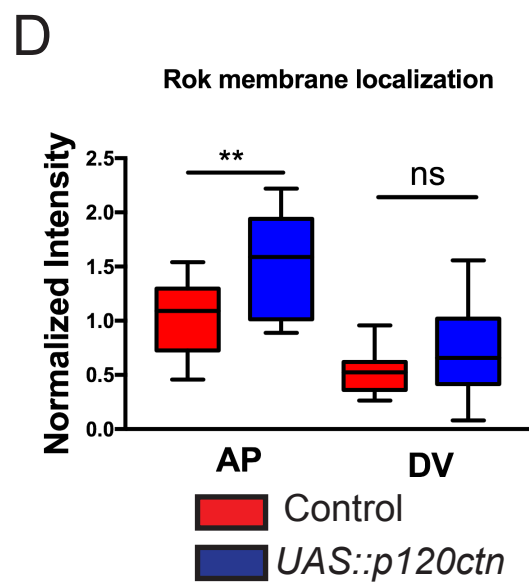 D
Rok membrane localization
Normalized Intensity
2.5
2.0
1.5
1.0
0.5
0.0
**
ns
AP
DV
Control
UAS::p120ctn